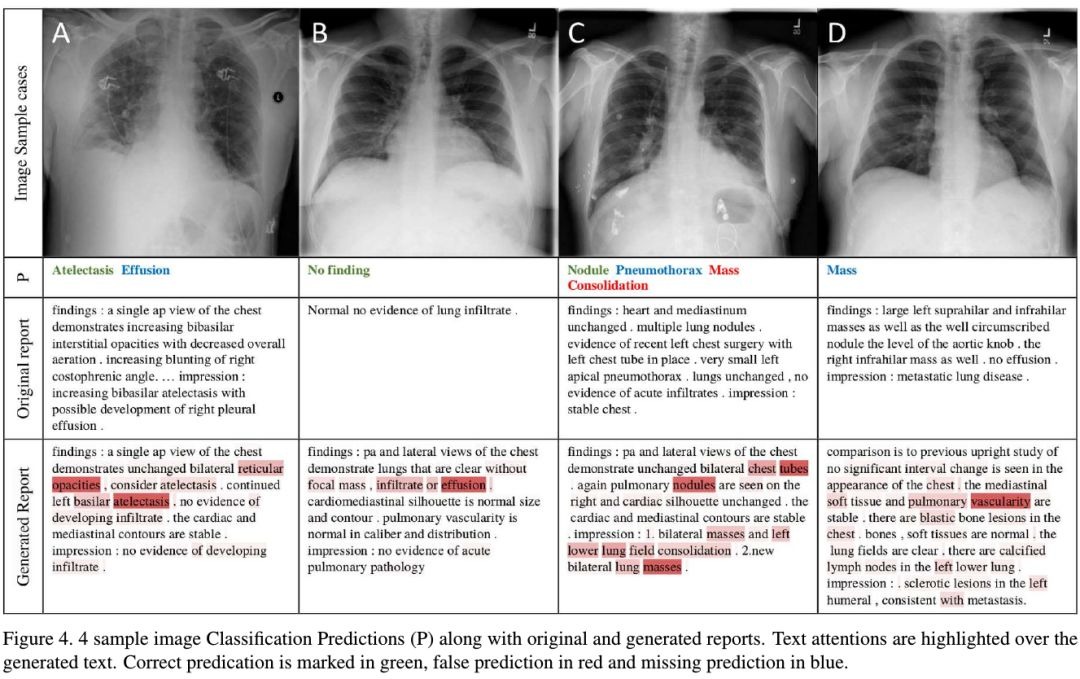 Image Sample cases
A
B
C
D
L
P
Atelectasis Effusion
No finding
Nodule Pneumothorax Mass
Consolidation
Mass
Original report
findings : a single ap view of the chest
demonstrates increasing bibasilar
interstitial opacities with decreased overall
aeration . increasing blunting of right
costophrenic angle. … impression :
increasing bibasilar atelectasis with
possible development of right pleural
effusion .
Normal no evidence of lung infiltrate .
findings : heart and mediastinum
unchanged . multiple lung nodules .
evidence of recent left chest surgery with
left chest tube in place . very small left
apical pneumothorax . lungs unchanged , no
evidence of acute infiltrates . impression :
stable chest .
findings : large left suprahilar and infrahilar
masses as well as the well circumscribed
nodule the level of the aortic knob . the
right infrahilar mass as well . no effusion .
impression : metastatic lung disease .
Generated Report
findings : a single ap view of the chest
demonstrates unchanged bilateral reticular
opacities , consider atelectasis . continued
left basilar atelectasis . no evidence of
developing infiltrate . the cardiac and
mediastinal contours are stable .
impression : no evidence of developing
infiltrate .
findings : pa and lateral views of the chest
demonstrate lungs that are clear without
focal mass , infiltrate or effusion .
cardiomediastinal silhouette is normal size
and contour . pulmonary vascularity is
normal in caliber and distribution .
impression : no evidence of acute
pulmonary pathology
findings : pa and lateral views of the chest
demonstrate unchanged bilateral chest tubes
. again pulmonary nodules are seen on the
right and cardiac silhouette unchanged . the
cardiac and mediastinal contours are stable
. impression : 1. bilateral masses and left
lower lung field consolidation . 2.new
bilateral lung masses .
comparison is to previous upright study of
no significant interval change is seen in the
appearance of the chest . the mediastinal
soft tissue and pulmonary vascularity are
stable . there are blastic bone lesions in the
chest . bones , soft tissues are normal . the
lung fields are clear . there are calcified
lymph nodes in the left lower lung .
impression : . sclerotic lesions in the left
humeral , consistent with metastasis.
Figure 4. 4 sample image Classification Predictions (P) along with original and generated reports. Text attentions are highlighted over the
generated text. Correct predication is marked in green, false prediction in red and missing prediction in blue.